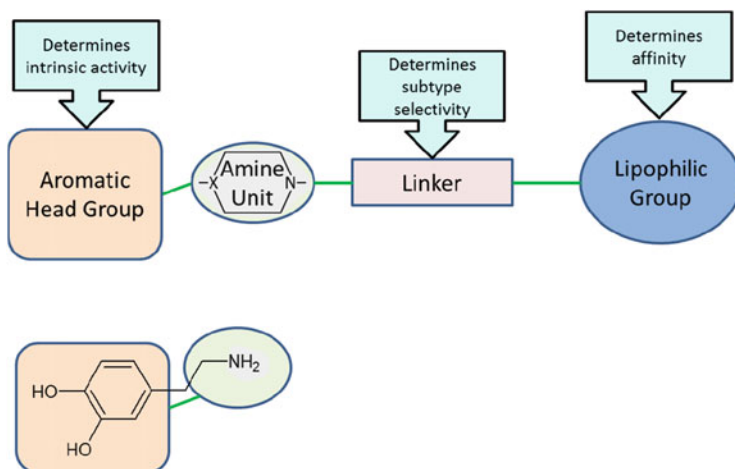 Determines
intrinsic activity
Determines
subtype
selectivity
Determines
affinity
Aromatic
Head Group
Amine
–X N–
Unit
Linker
Lipophilic
Group
NH₂
HO
HO